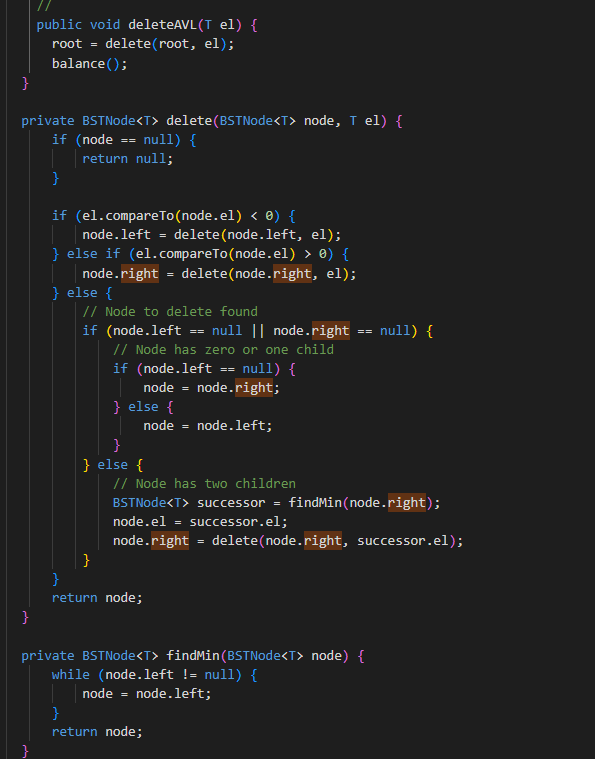 //
public void deleteAVL(T el) {
root = delete(root, el);
balance();
}
private BSTNode<T> delete(BSTNode<T> node, T el) {
if (node == null) {
return null;
}
if (el.compareTo(node.el) < 0) {
node.left = delete(node.left, el);
} else if (el.compareTo(node.el) > 0) {
node.right = delete(node.right, el);
} else {
// Node to delete found
if (node.left == null || node.right == null) {
// Node has zero or one child
if (node.left == null) {
node = node.right;
} else {
node = node.left;
}
} else {
// Node has two children
BSTNode<T> successor = findMin(node.right);
node.el = successor.el;
node.right = delete(node.right, successor.el);
}
}
return node;
}
private BSTNode<T> findMin(BSTNode<T> node) {
while (node.left != null) {
node = node.left;
}
return node;
}